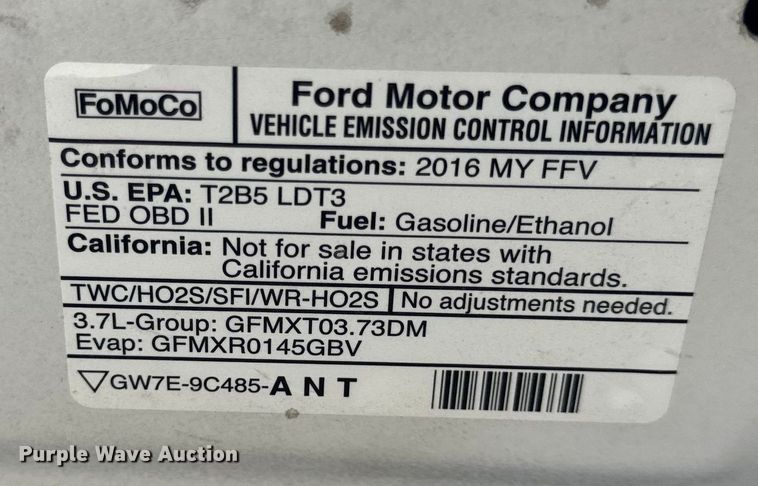 FoMoCo
Ford Motor Company
VEHICLE EMISSION CONTROL INFORMATION
Conforms to regulations: 2016 MY FFV
U.S. EPA: T2B5 LDT3
FED OBD II Fuel: Gasoline/Ethanol
California: Not for sale in states with
California emissions standards.
TWC/HO2S/SFI/WR-HO2S No adjustments needed.
3.7L-Group: GFMXT03.73DM
Evap: GFMXR0145GBV
GW7E-9C485-A N T
Purple Wave Auction